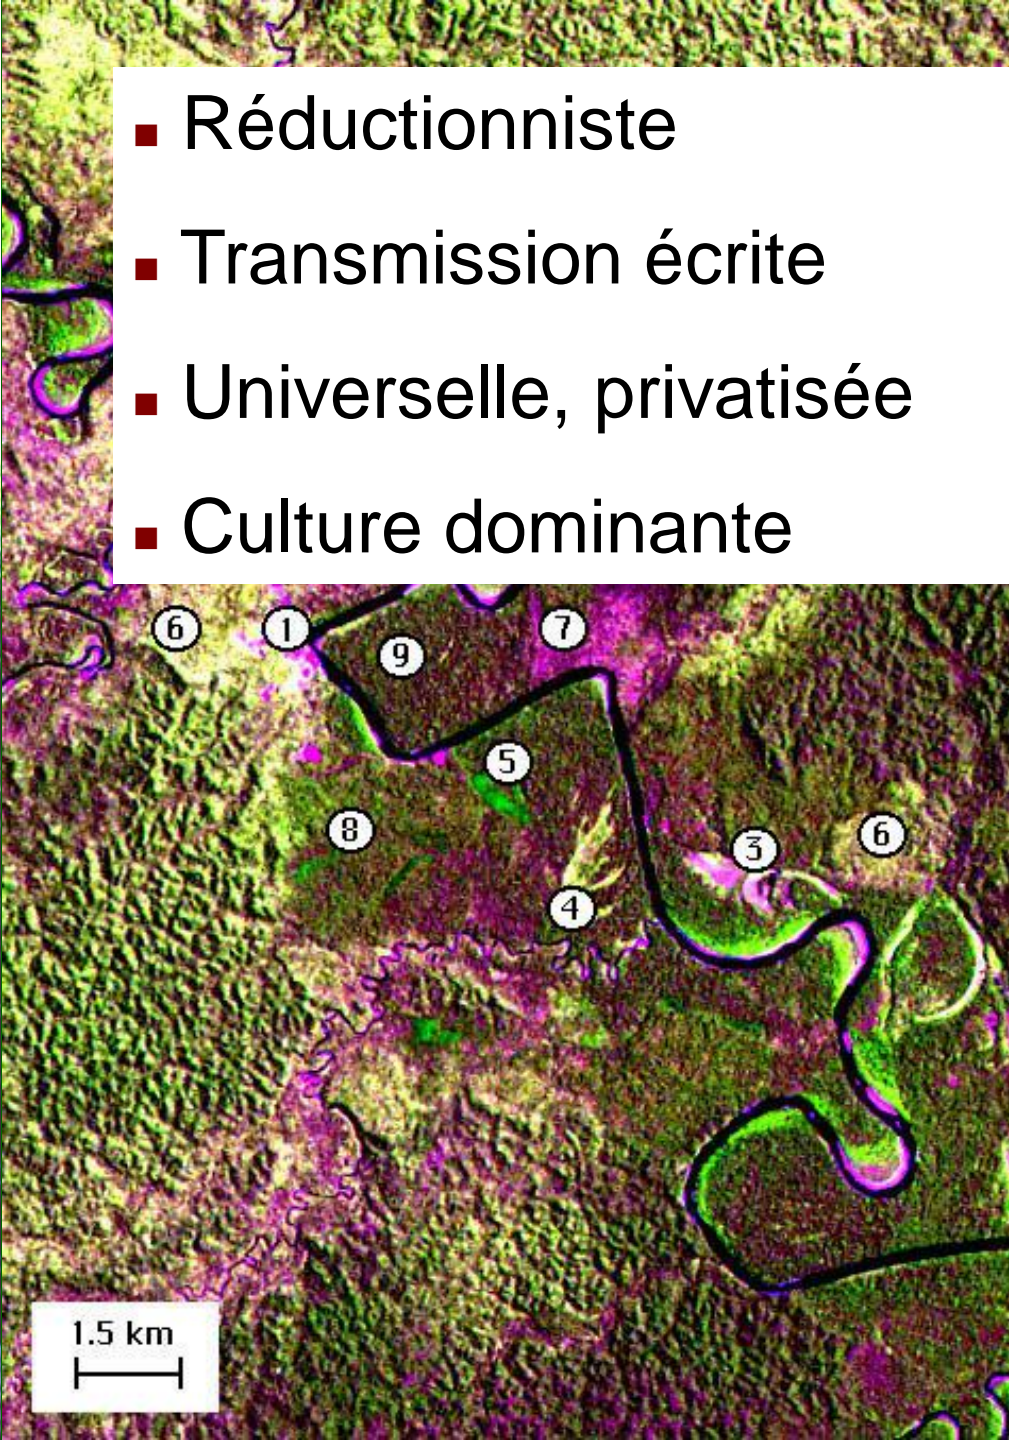 ▪ Réductionniste
▪ Transmission écrite
▪ Universelle, privatisée
▪ Culture dominante
6 1 7
9
5
8 3 6
4
1.5 km